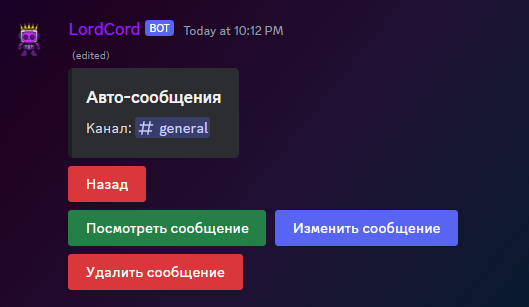 LordCord BOT Today at 10:12 PM
(edited)
Авто-сообщения
Канал: # general
Назад
Посмотреть сообщение Изменить сообщение
Удалить сообщение